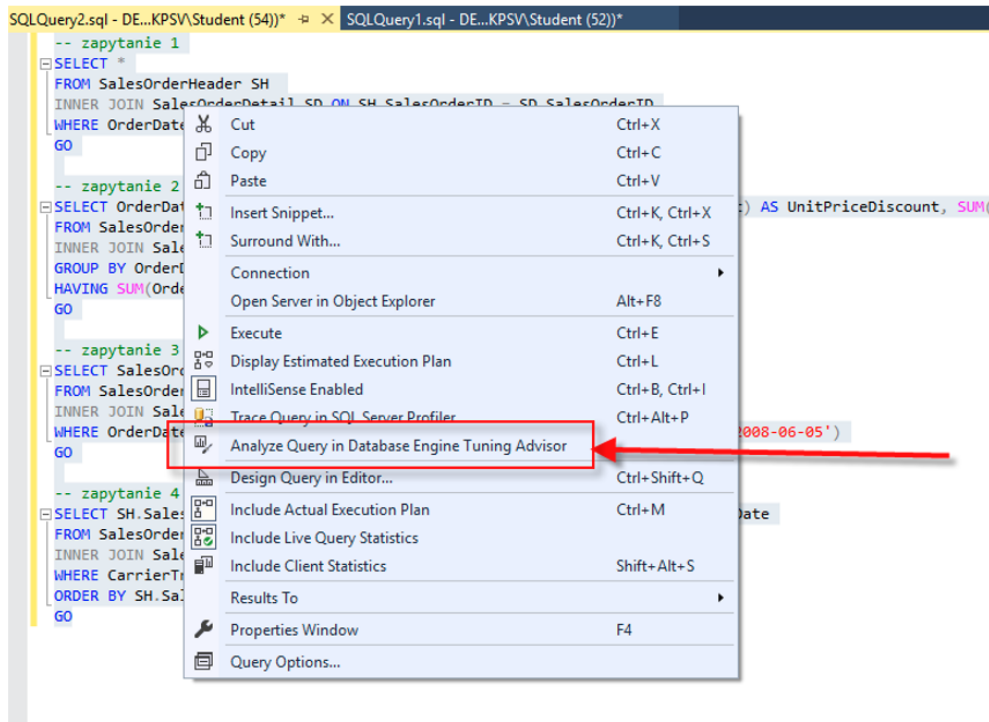 SQLQuery2.sql - DE...KPSV\Student (54))*
SQLQuery1.sql - DE...KPSV\Student (52))*
-- zapytanie 1
SELECT *
FROM SalesOrderHeader SH
INNER JOIN SalesOrderDetail SD ON SH.SalesOrderID = SD.SalesOrderID
WHERE OrderDate
GO
-- zapytanie 2
SELECT OrderDat t) AS UnitPriceDiscount, SUM(
FROM SalesOrder
INNER JOIN Sale
GROUP BY OrderD
HAVING SUM(Orde
GO
-- zapytanie 3
SELECT SalesOrd
FROM SalesOrder
INNER JOIN Sale
WHERE OrderDate 2008-06-05')
GO
-- zapytanie 4
SELECT SH.Sales Date
FROM SalesOrder
INNER JOIN Sale
WHERE CarrierTr
ORDER BY SH.Sal
GO
Cut Ctrl+X
Copy Ctrl+C
Paste Ctrl+V
Insert Snippet... Ctrl+K, Ctrl+X
Surround With... Ctrl+K, Ctrl+S
Connection
Open Server in Object Explorer Alt+F8
Execute Ctrl+E
Display Estimated Execution Plan Ctrl+L
IntelliSense Enabled Ctrl+B, Ctrl+I
Trace Query in SQL Server Profiler Ctrl+Alt+P
Analyze Query in Database Engine Tuning Advisor
Design Query in Editor... Ctrl+Shift+Q
Include Actual Execution Plan Ctrl+M
Include Live Query Statistics
Include Client Statistics Shift+Alt+S
Results To
Properties Window F4
Query Options...